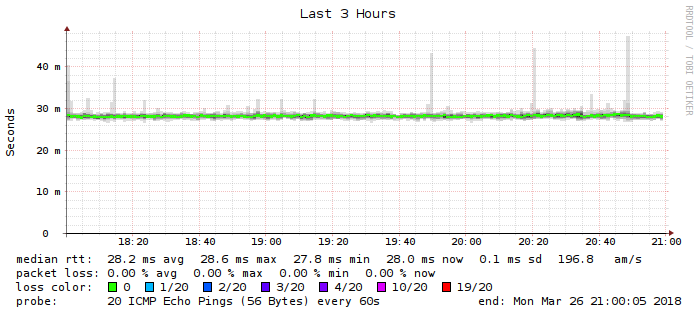 Last 3 Hours
RRDTOOL / TOBI OETIKER
Seconds
40 m
30 m
20 m
10 m
0
18:20 18:40 19:00 19:20 19:40 20:00 20:20 20:40 21:00
median rtt: 28.2 ms avg 28.6 ms max 27.8 ms min 28.0 ms now 0.1 ms sd 196.8 am/s
packet loss: 0.00 % avg 0.00 % max 0.00 % min 0.00 % now
loss color: 0 1/20 2/20 3/20 4/20 10/20 19/20
probe: 20 ICMP Echo Pings (56 Bytes) every 60s end: Mon Mar 26 21:00:05 2018